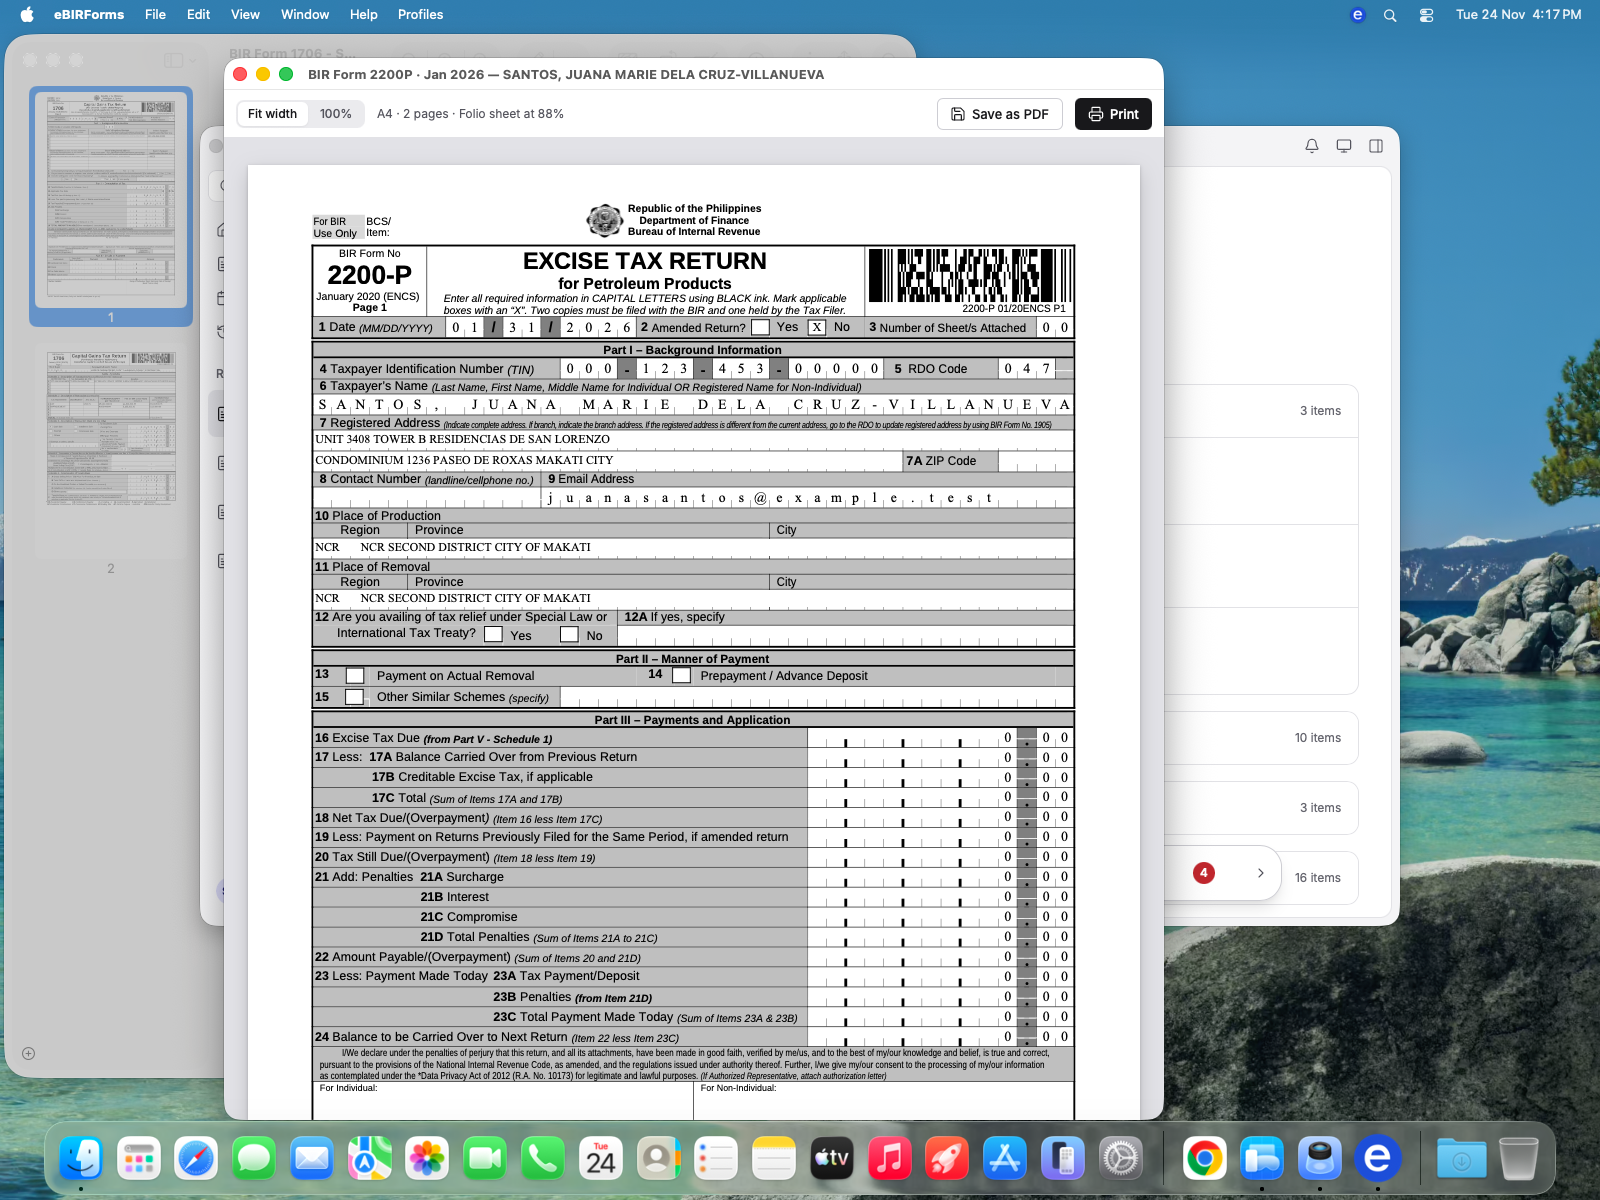 eBIRForms File Edit View Window Help Profiles
e Tue 24 Nov 4:17 PM
BIR Form 1706 - S...
BIR Form 2200P · Jan 2026 — SANTOS, JUANA MARIE DELA CRUZ-VILLANUEVA
Fit width 100% A4 · 2 pages · Folio sheet at 88% Save as PDF Print
1
2
For BIR Use Only BCS/ Item:
Republic of the Philippines
Department of Finance
Bureau of Internal Revenue
BIR Form No
2200-P
January 2020 (ENCS)
Page 1
EXCISE TAX RETURN
for Petroleum Products
Enter all required information in CAPITAL LETTERS using BLACK ink. Mark applicable
boxes with an "X". Two copies must be filed with the BIR and one held by the Tax Filer.
2200-P 01/20ENCS P1
1 Date (MM/DD/YYYY) 0 1 / 3 1 / 2 0 2 6 2 Amended Return? Yes X No 3 Number of Sheet/s Attached 0 0
Part I – Background Information
4 Taxpayer Identification Number (TIN) 0 0 0 - 1 2 3 - 4 5 3 - 0 0 0 0 0 5 RDO Code 0 4 7
6 Taxpayer's Name (Last Name, First Name, Middle Name for Individual OR Registered Name for Non-Individual)
SANTOS, JUANA MARIE DELA CRUZ-VILLANUEVA
7 Registered Address (Indicate complete address. If branch, indicate the branch address. If the registered address is different from the current address, go to the RDO to update registered address by using BIR Form No. 1905)
UNIT 3408 TOWER B RESIDENCIAS DE SAN LORENZO
CONDOMINIUM 1236 PASEO DE ROXAS MAKATI CITY 7A ZIP Code
8 Contact Number (landline/cellphone no.) 9 Email Address
juanasantos@example.test
10 Place of Production
Region Province City
NCR NCR SECOND DISTRICT CITY OF MAKATI
11 Place of Removal
Region Province City
NCR NCR SECOND DISTRICT CITY OF MAKATI
12 Are you availing of tax relief under Special Law or 12A If yes, specify
International Tax Treaty? Yes No
Part II – Manner of Payment
13 Payment on Actual Removal 14 Prepayment / Advance Deposit
15 Other Similar Schemes (specify)
Part III – Payments and Application
16 Excise Tax Due (from Part V - Schedule 1) 0 . 0 0
17 Less: 17A Balance Carried Over from Previous Return 0 . 0 0
17B Creditable Excise Tax, if applicable 0 . 0 0
17C Total (Sum of Items 17A and 17B) 0 . 0 0
18 Net Tax Due/(Overpayment) (Item 16 less Item 17C) 0 . 0 0
19 Less: Payment on Returns Previously Filed for the Same Period, if amended return 0 . 0 0
20 Tax Still Due/(Overpayment) (Item 18 less Item 19) 0 . 0 0
21 Add: Penalties 21A Surcharge 0 . 0 0
21B Interest 0 . 0 0
21C Compromise 0 . 0 0
21D Total Penalties (Sum of Items 21A to 21C) 0 . 0 0
22 Amount Payable/(Overpayment) (Sum of Items 20 and 21D) 0 . 0 0
23 Less: Payment Made Today 23A Tax Payment/Deposit 0 . 0 0
23B Penalties (from Item 21D) 0 . 0 0
23C Total Payment Made Today (Sum of Items 23A & 23B) 0 . 0 0
24 Balance to be Carried Over to Next Return (Item 22 less Item 23C) 0 . 0 0
I/We declare under the penalties of perjury that this return, and all its attachments, have been made in good faith, verified by me/us, and to the best of my/our knowledge and belief, is true and correct,
pursuant to the provisions of the National Internal Revenue Code, as amended, and the regulations issued under authority thereof. Further, I/we give my/our consent to the processing of my/our information
as contemplated under the *Data Privacy Act of 2012 (R.A. No. 10173) for legitimate and lawful purposes. (If Authorized Representative, attach authorization letter)
For Individual: For Non-Individual:
3 items
10 items
3 items
4
16 items
Tue
24
tv
e